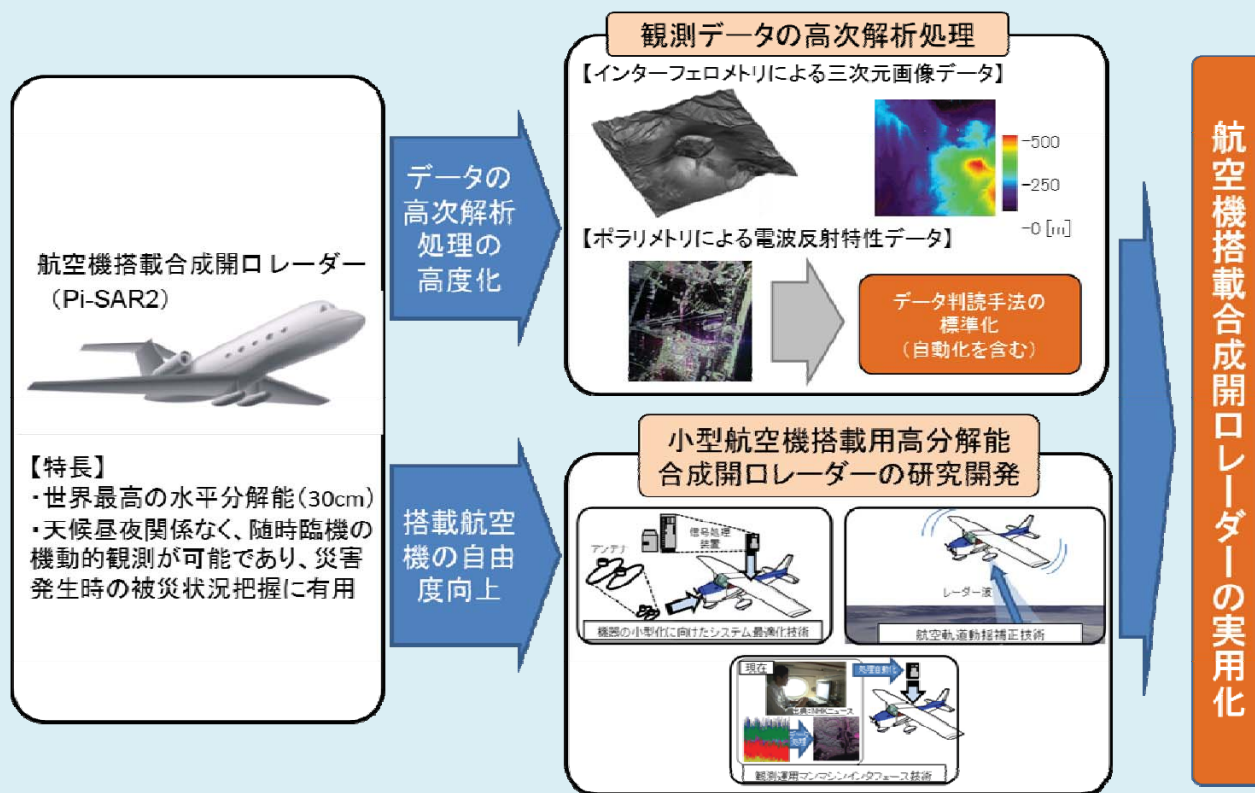 航空機搭載合成開口レーダー
(Pi-SAR2)
【特長】
・世界最高の水平分解能(30cm)
・天候昼夜関係なく、随時臨機の
機動的観測が可能であり、災害
発生時の被災状況把握に有用
データの
高次解析
処理の
高度化
搭載航空
機の自由
度向上
観測データの高次解析処理
【インターフェロメトリによる三次元画像データ】
-500
-250
-0 [m]
【ポラリメトリによる電波反射特性データ】
データ判読手法の
標準化
(自動化を含む)
小型航空機搭載用高分解能
合成開口レーダーの研究開発
アンテナ
信号処理
装置
機器の小型化に向けたシステム最適化技術
レーダー波
航空軌道動揺補正技術
現在
処理自動化
出典:NHKニュース
データ
処理
観測運用マンマシンインタフェース技術
航空機搭載合成開口レーダーの実用化